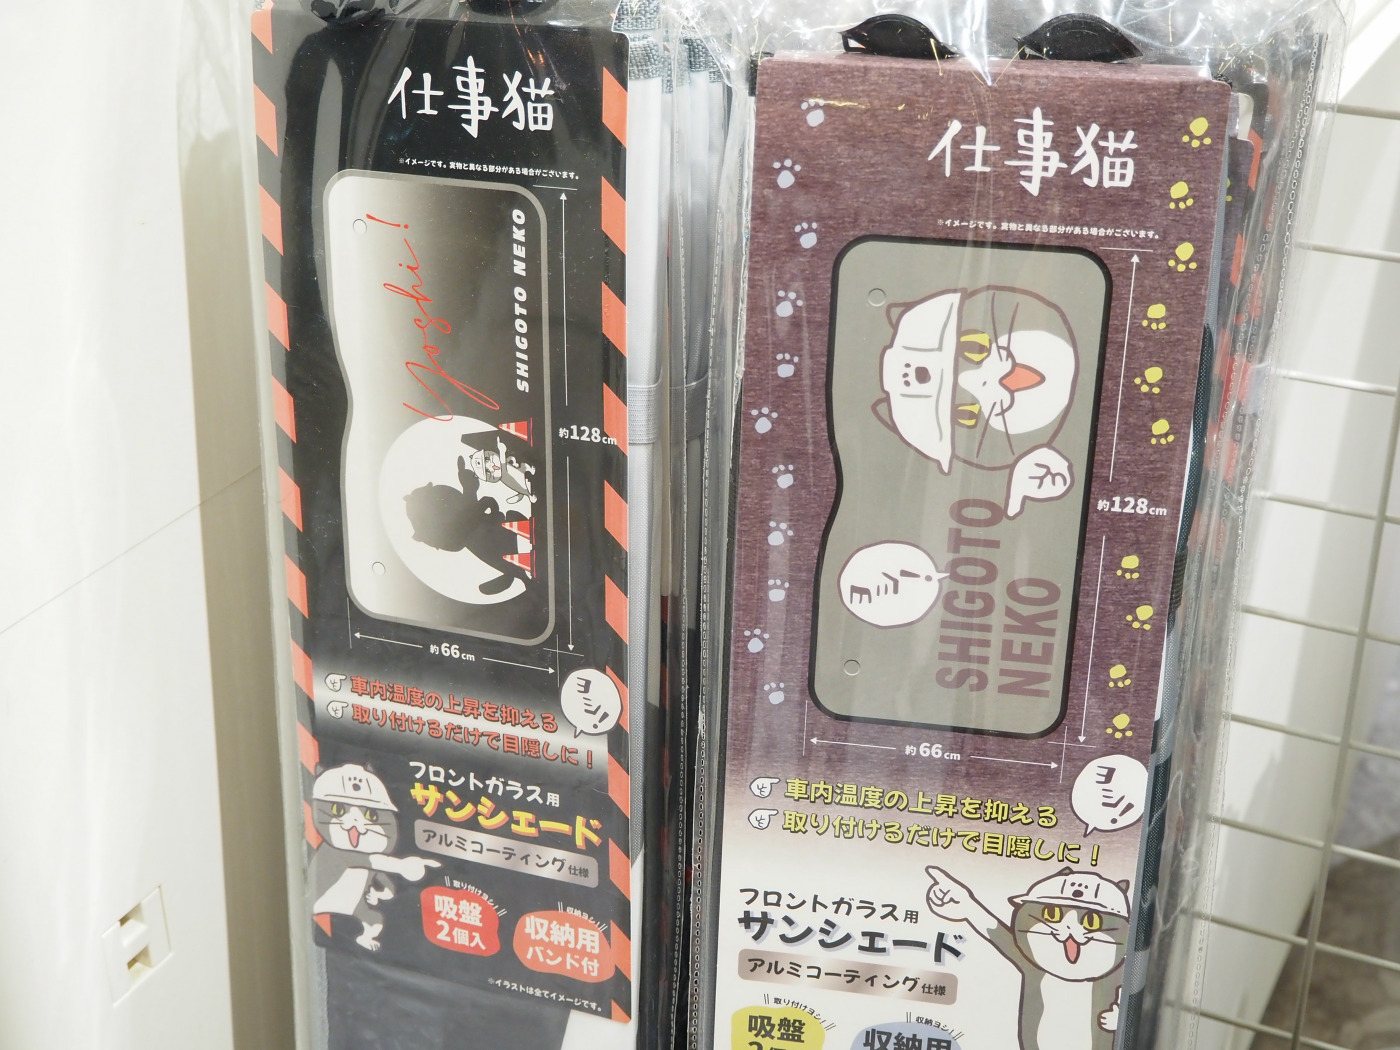 仕事猫
※イメージです。実物と異なる部分がある場合がございます。
Yoshi!
SHIGOTO NEKO
約128cm
約66cm
車内温度の上昇を抑える
取り付けるだけで目隠しに!
ヨシ!!
フロントガラス用
サンシェード
アルミコーティング仕様
取り付けヨシ!
吸盤
2個入
収納ヨシ!
収納用
バンド付
※イラストは全てイメージです。
仕事猫
※イメージです。実物と異なる部分がある場合がございます。
ヨシ!
SHIGOTO
NEKO
約128cm
約66cm
車内温度の上昇を抑える
取り付けるだけで目隠しに!
ヨシ!!
フロントガラス用
サンシェード
アルミコーティング仕様
取り付けヨシ!
吸盤
収納ヨシ!
収納用